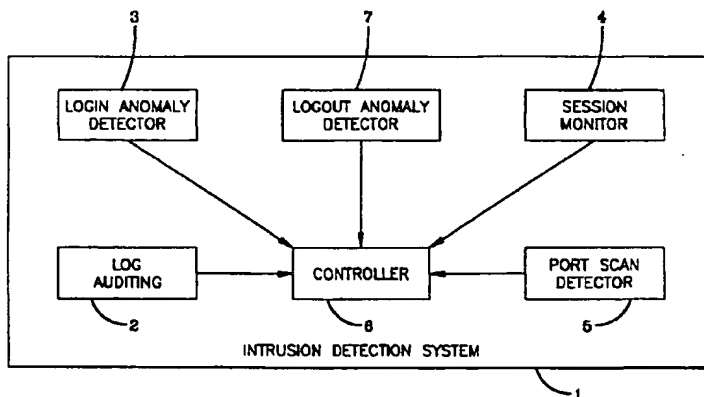 3
7
4
LOGIN ANOMALY
DETECTOR
LOGOUT ANOMALY
DETECTOR
SESSION
MONITOR
LOG
AUDITING
CONTROLLER
PORT SCAN
DETECTOR
2
6
5
INTRUSION DETECTION SYSTEM
1